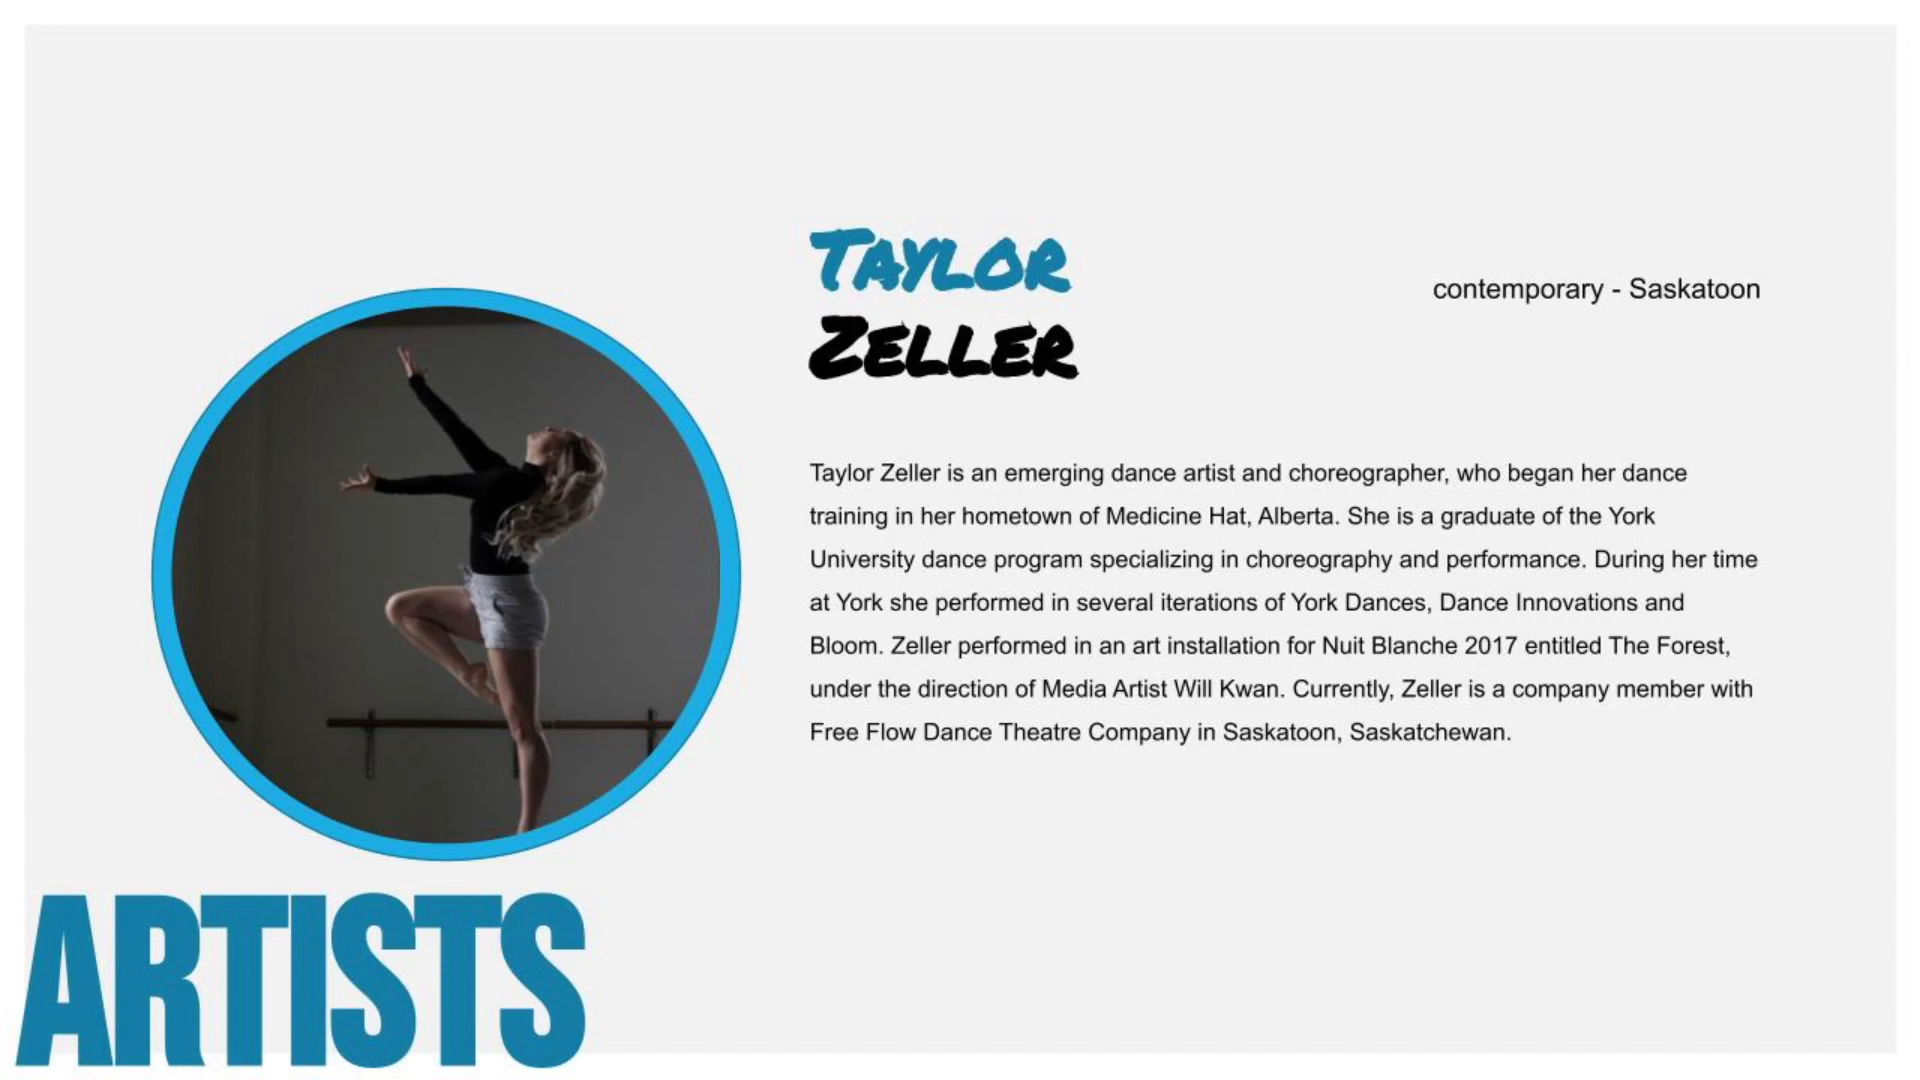 TAYLOR
ZELLER
contemporary - Saskatoon
Taylor Zeller is an emerging dance artist and choreographer, who began her dance
training in her hometown of Medicine Hat, Alberta. She is a graduate of the York
University dance program specializing in choreography and performance. During her time
at York she performed in several iterations of York Dances, Dance Innovations and
Bloom. Zeller performed in an art installation for Nuit Blanche 2017 entitled The Forest,
under the direction of Media Artist Will Kwan. Currently, Zeller is a company member with
Free Flow Dance Theatre Company in Saskatoon, Saskatchewan.
ARTISTS